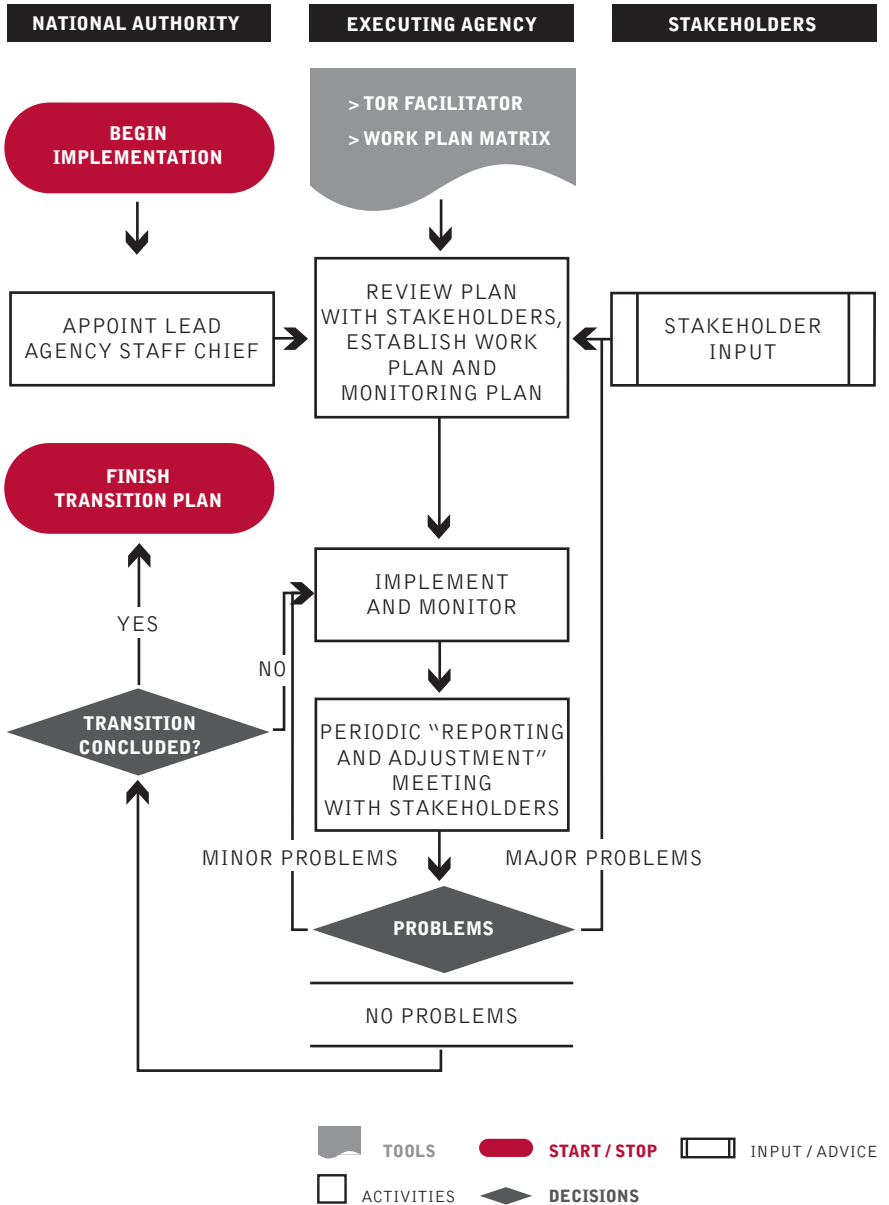 NATIONAL AUTHORITY
EXECUTING AGENCY
STAKEHOLDERS
> TOR FACILITATOR
> WORK PLAN MATRIX
BEGIN
IMPLEMENTATION
APPOINT LEAD
AGENCY STAFF CHIEF
REVIEW PLAN
WITH STAKEHOLDERS,
ESTABLISH WORK
PLAN AND
MONITORING PLAN
STAKEHOLDER
INPUT
FINISH
TRANSITION PLAN
IMPLEMENT
AND MONITOR
YES
NO
TRANSITION
CONCLUDED?
PERIODIC “REPORTING
AND ADJUSTMENT”
MEETING
WITH STAKEHOLDERS
MINOR PROBLEMS
MAJOR PROBLEMS
PROBLEMS
NO PROBLEMS
TOOLS
START / STOP
INPUT / ADVICE
ACTIVITIES
DECISIONS